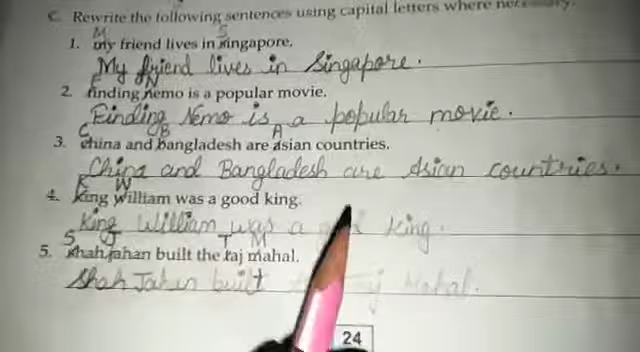 C. Rewrite the following sentences using capital letters where necessary.
M S
1. my friend lives in singapore.
My friend lives in Singapore.
F N
2. finding nemo is a popular movie.
Finding Nemo is a popular movie.
C B A
3. china and bangladesh are asian countries.
China and Bangladesh are Asian countries.
K W
4. king william was a good king.
King William was a king.
S J T M
5. shah jahan built the taj mahal.
Shah Jahan built Mahal.
24